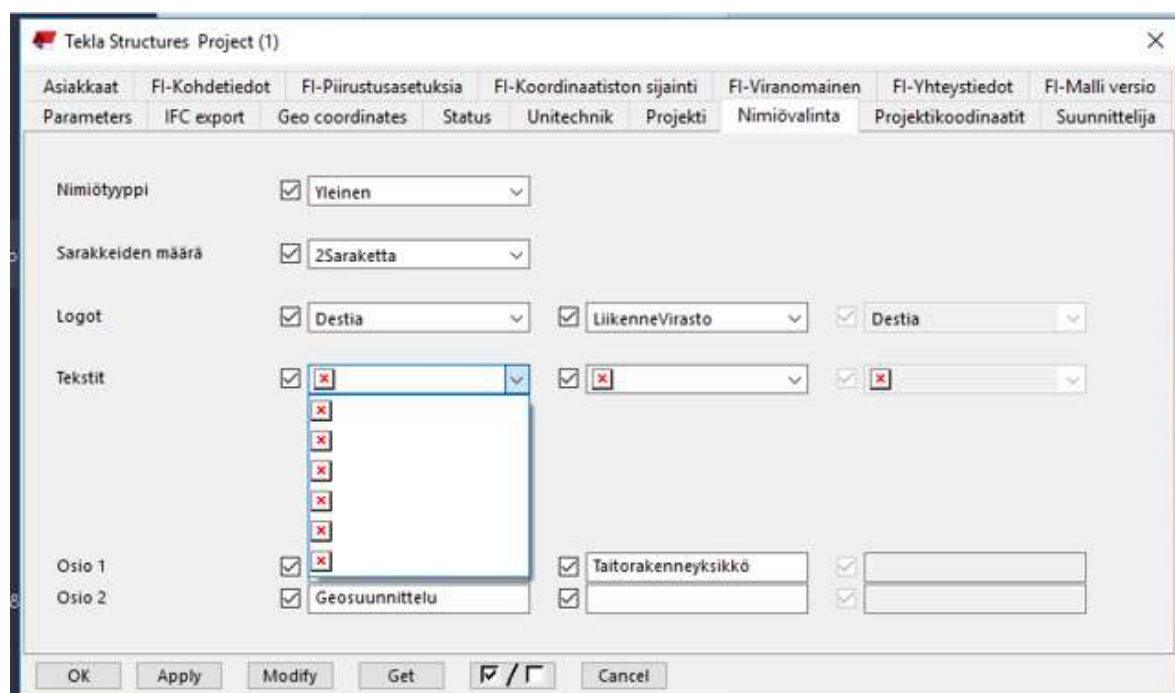 Tekla Structures Project (1)
Asiakkaat FI-Kohdetiedot FI-Piirustusasetuksia FI-Koordinaatiston sijainti FI-Viranomainen FI-Yhteystiedot FI-Malli versio
Parameters IFC export Geo coordinates Status Unitechnik Projekti Nimiövalinta Projektikoodinaatit Suunnittelija
Nimiötyyppi Yleinen
Sarakkeiden määrä 2Saraketta
Logot Destia LiikenneVirasto Destia
Tekstit
Osio 1 Taitorakenneyksikkö
Osio 2 Geosuunnittelu
OK Apply Modify Get / Cancel